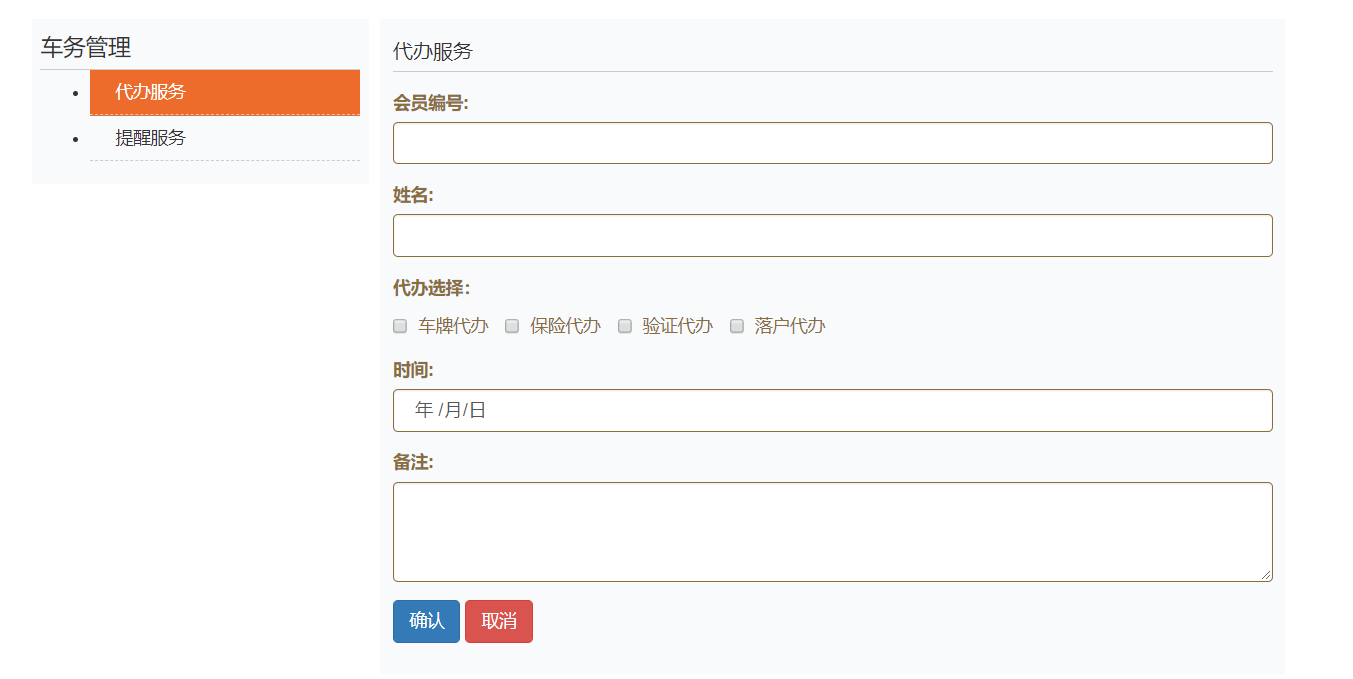 车务管理
代办服务
提醒服务
代办服务
会员编号:
姓名:
代办选择：
车牌代办 保险代办 验证代办 落户代办
时间:
年 /月/日
备注:
确认 取消